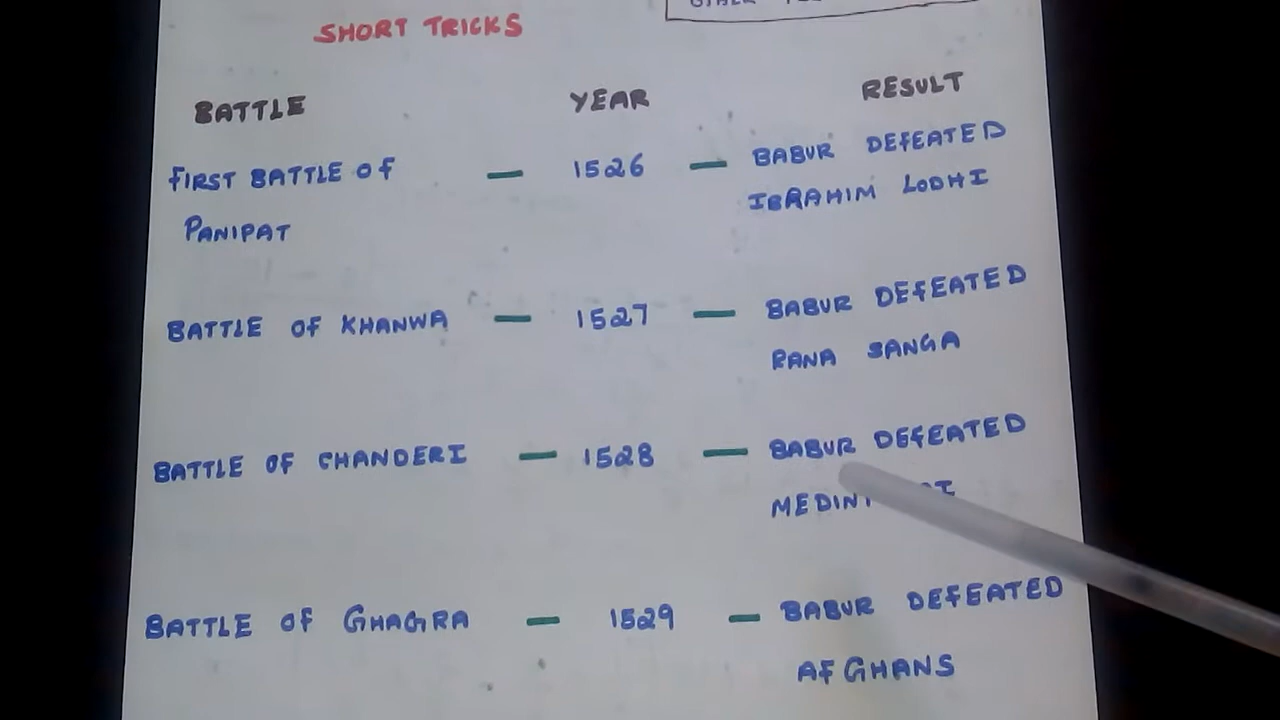 SHORT TRICKS
BATTLE YEAR RESULT
FIRST BATTLE OF — 1526 — BABUR DEFEATED
PANIPAT IBRAHIM LODHI
BATTLE OF KHANWA — 1527 — BABUR DEFEATED
RANA SANGA
BATTLE OF CHANDERI — 1528 — BABUR DEFEATED
BATTLE OF GHAGRA — 1529 — BABUR DEFEATED
AFGHANS